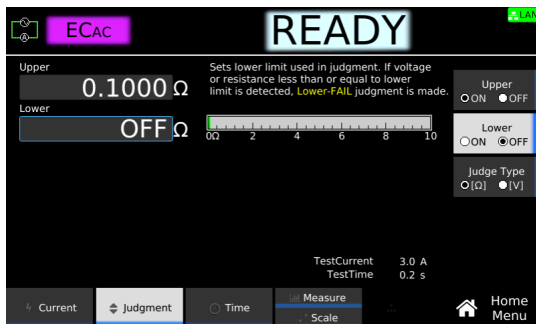 ECAC
READY
LAN
Upper
0.1000 Ω
Lower
OFF Ω
Sets lower limit used in judgment. If voltage
or resistance less than or equal to lower
limit is detected, Lower-FAIL judgment is made.
0Ω 2 4 6 8 10
Upper
ON OFF
Lower
ON OFF
Judge Type
[Ω] [V]
TestCurrent 3.0 A
TestTime 0.2 s
Current
Judgment
Time
Measure
Scale
Home
Menu